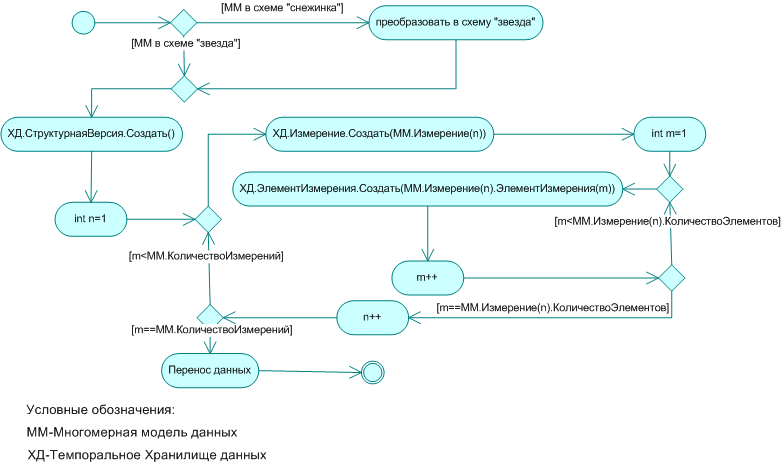 [ММ в схеме "снежинка"]
преобразовать в схему "звезда"
[ММ в схеме "звезда"]
ХД.СтруктурнаяВерсия.Создать()
ХД.Измерение.Создать(ММ.Измерение(n))
int m=1
ХД.ЭлементИзмерения.Создать(ММ.Измерение(n).ЭлементИзмерения(m))
int n=1
[m<ММ.Измерение(n).КоличествоЭлементов]
[m<ММ.КоличествоИзмерений]
m++
[m==ММ.Измерение(n).КоличествоЭлементов]
n++
[m==ММ.КоличествоИзмерений]
Перенос данных
Условные обозначения:
ММ-Многомерная модель данных
ХД-Темпоральное Хранилище данных